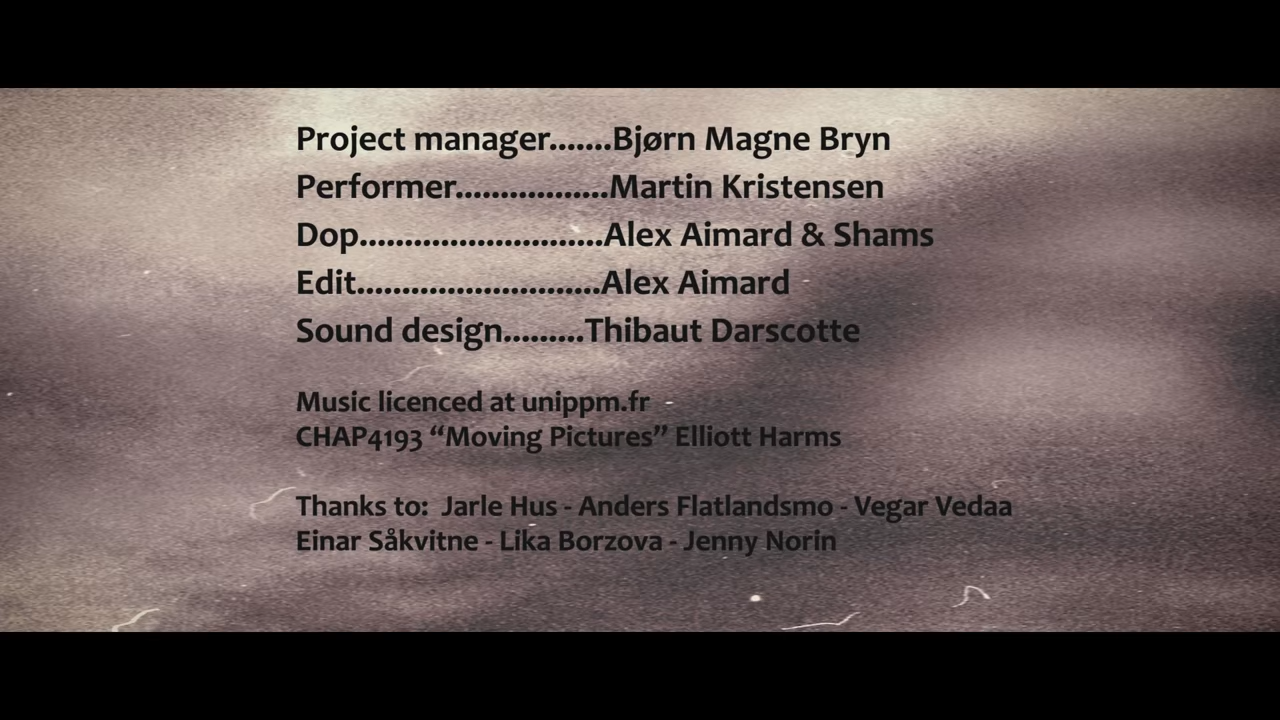 Project manager.......Bjørn Magne Bryn
Performer.................Martin Kristensen
Dop...........................Alex Aimard & Shams
Edit...........................Alex Aimard
Sound design.........Thibaut Darscotte
Music licenced at unippm.fr
CHAP4193 “Moving Pictures” Elliott Harms
Thanks to:  Jarle Hus - Anders Flatlandsmo - Vegar Vedaa
Einar Såkvitne - Lika Borzova - Jenny Norin